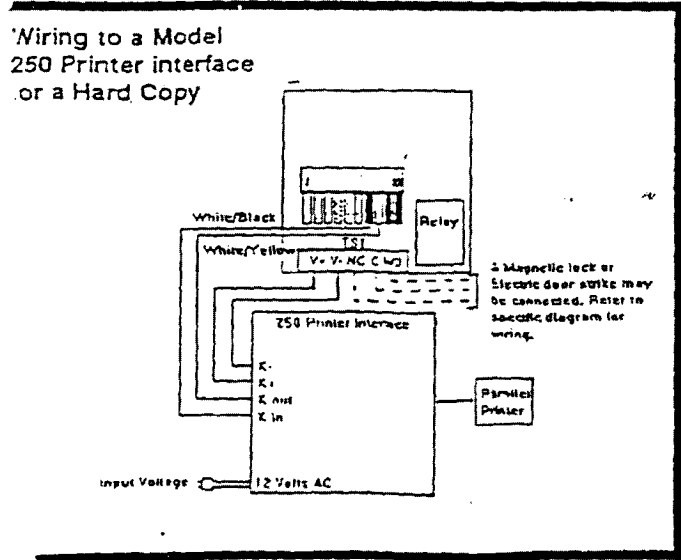 Wiring to a Model
250 Printer interface
or a Hard Copy
1
White/Black
Relay
White/Yellow
TS1
V+ V- NC C NO
A Magnetic lock or
Electric door strike may
be connected. Refer to
specific diagram for
wiring.
250 Printer Interface
K-
K+
K out
K in
Parallel
Printer
Input Voltage
12 Volts AC